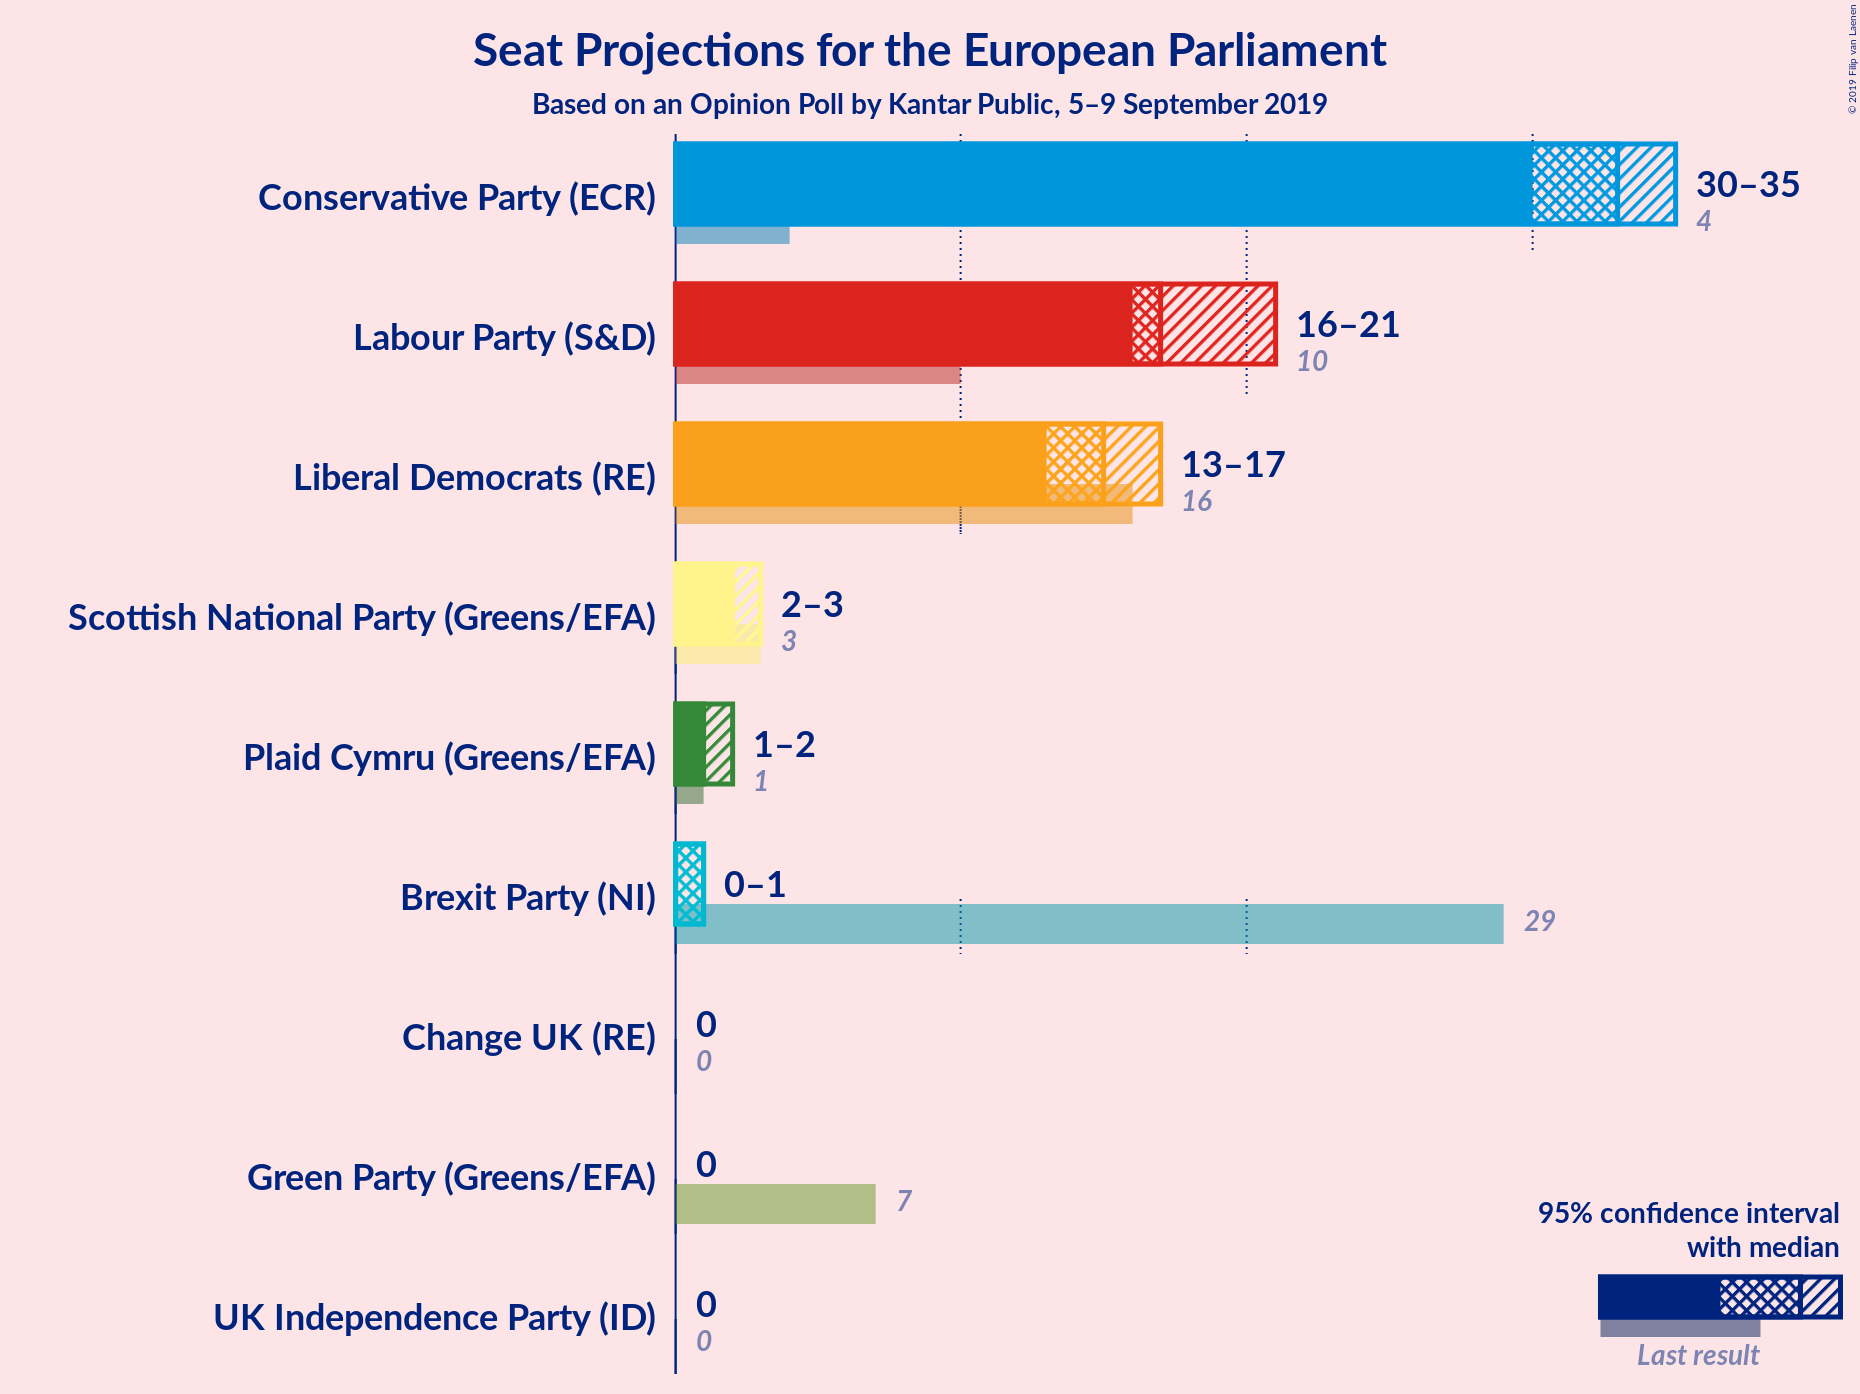 Seat Projections for the European Parliament
Based on an Opinion Poll by Kantar Public, 5–9 September 2019
© 2019 Filip van Laenen
Conservative Party (ECR)
30–35
4
Labour Party (S&D)
16–21
10
Liberal Democrats (RE)
13–17
16
Scottish National Party (Greens/EFA)
2–3
3
Plaid Cymru (Greens/EFA)
1–2
1
Brexit Party (NI)
0–1
29
Change UK (RE)
0
0
Green Party (Greens/EFA)
0
7
UK Independence Party (ID)
0
0
95% confidence interval
with median
Last result